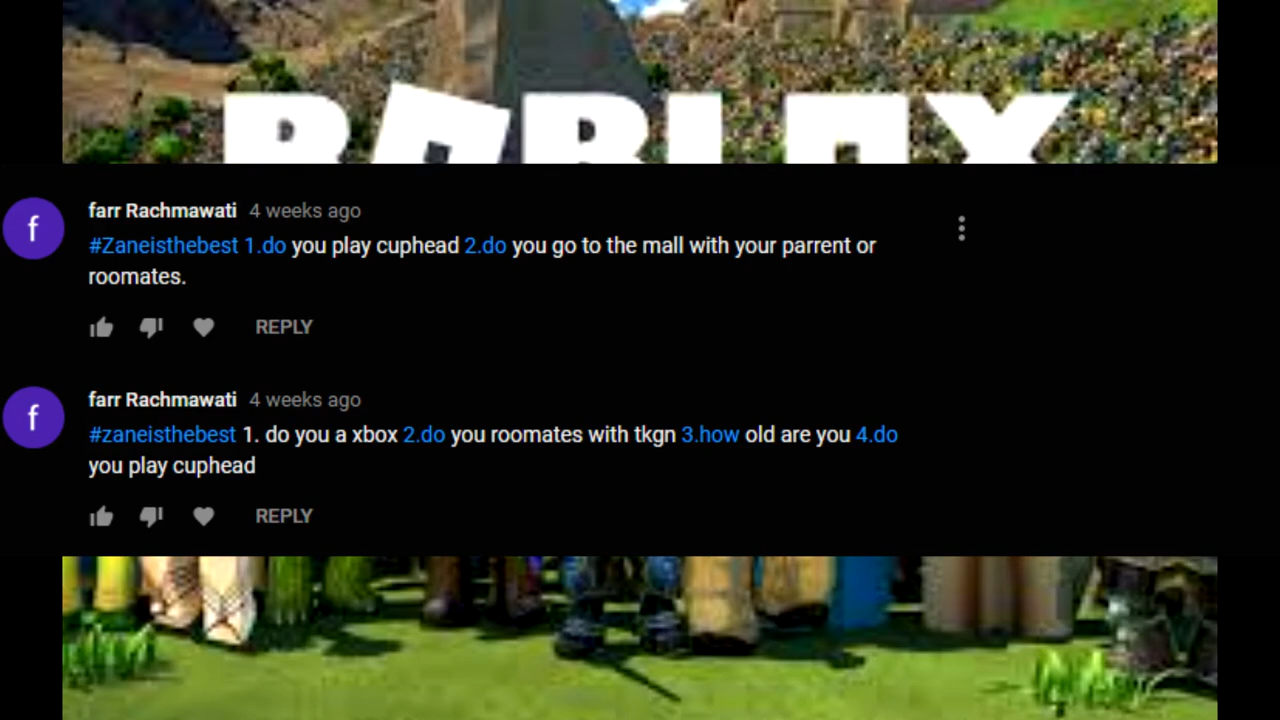 ROBLOX
farr Rachmawati 4 weeks ago
#Zaneisthebest 1.do you play cuphead 2.do you go to the mall with your parrent or
roomates.
REPLY
farr Rachmawati 4 weeks ago
#zaneisthebest 1. do you a xbox 2.do you roomates with tkgn 3.how old are you 4.do
you play cuphead
REPLY